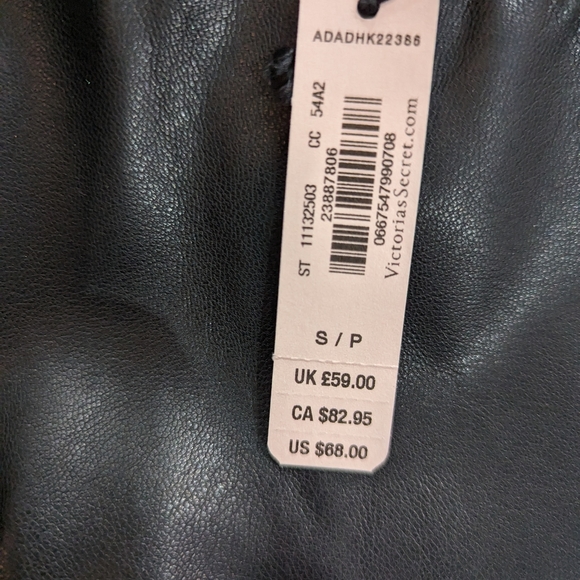 ADADHK22386
ST 11132503 CC 54A2
23887806
0667547990708
VictoriasSecret.com
S / P
UK £59.00
CA $82.95
US $68.00